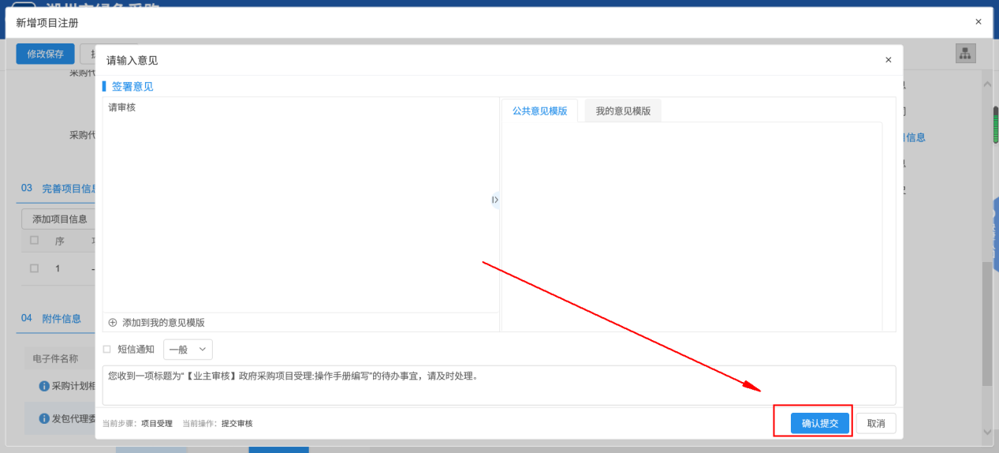 新增项目注册
×
修改保存
请输入意见
×
采购代
签署意见
请审核
公共意见模版
我的意见模版
采购代
信息
03 完善项目信息
添加项目信息
序
1
添加到我的意见模版
04 附件信息
短信通知
一般
电子件名称
您收到一项标题为“【业主审核】政府采购项目受理:操作手册编写”的待办事宜，请及时处理。
采购计划相
发包代理委
当前步骤: 项目受理 当前操作: 提交审核
确认提交
取消